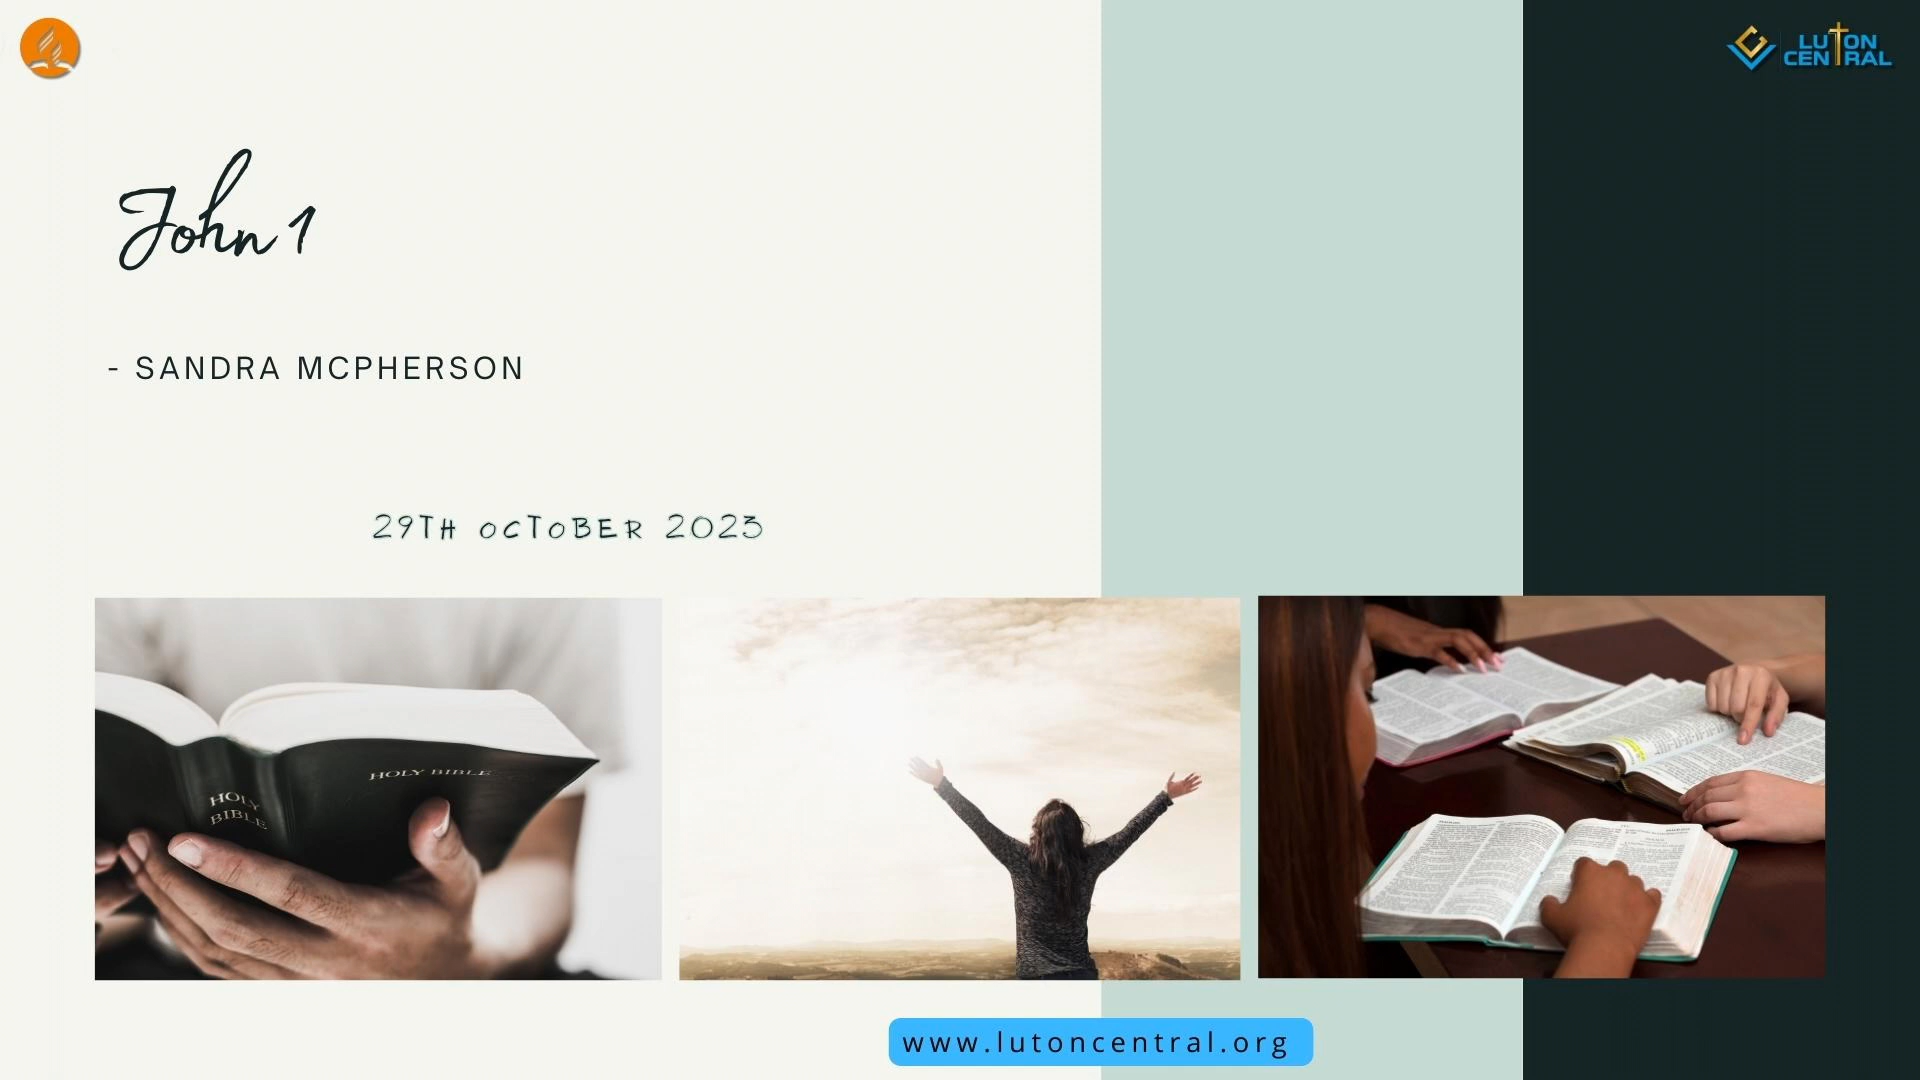 LUTON
CENTRAL
John 1
- SANDRA MCPHERSON
29TH OCTOBER 2023
HOLY
BIBLE
HOLY BIBLE
www.lutoncentral.org